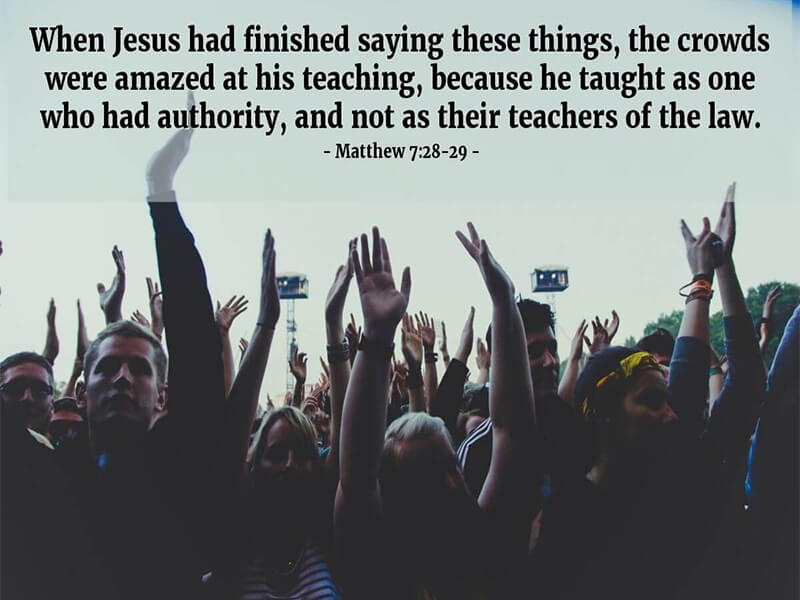 When Jesus had finished saying these things, the crowds
were amazed at his teaching, because he taught as one
who had authority, and not as their teachers of the law.
- Matthew 7:28-29 -